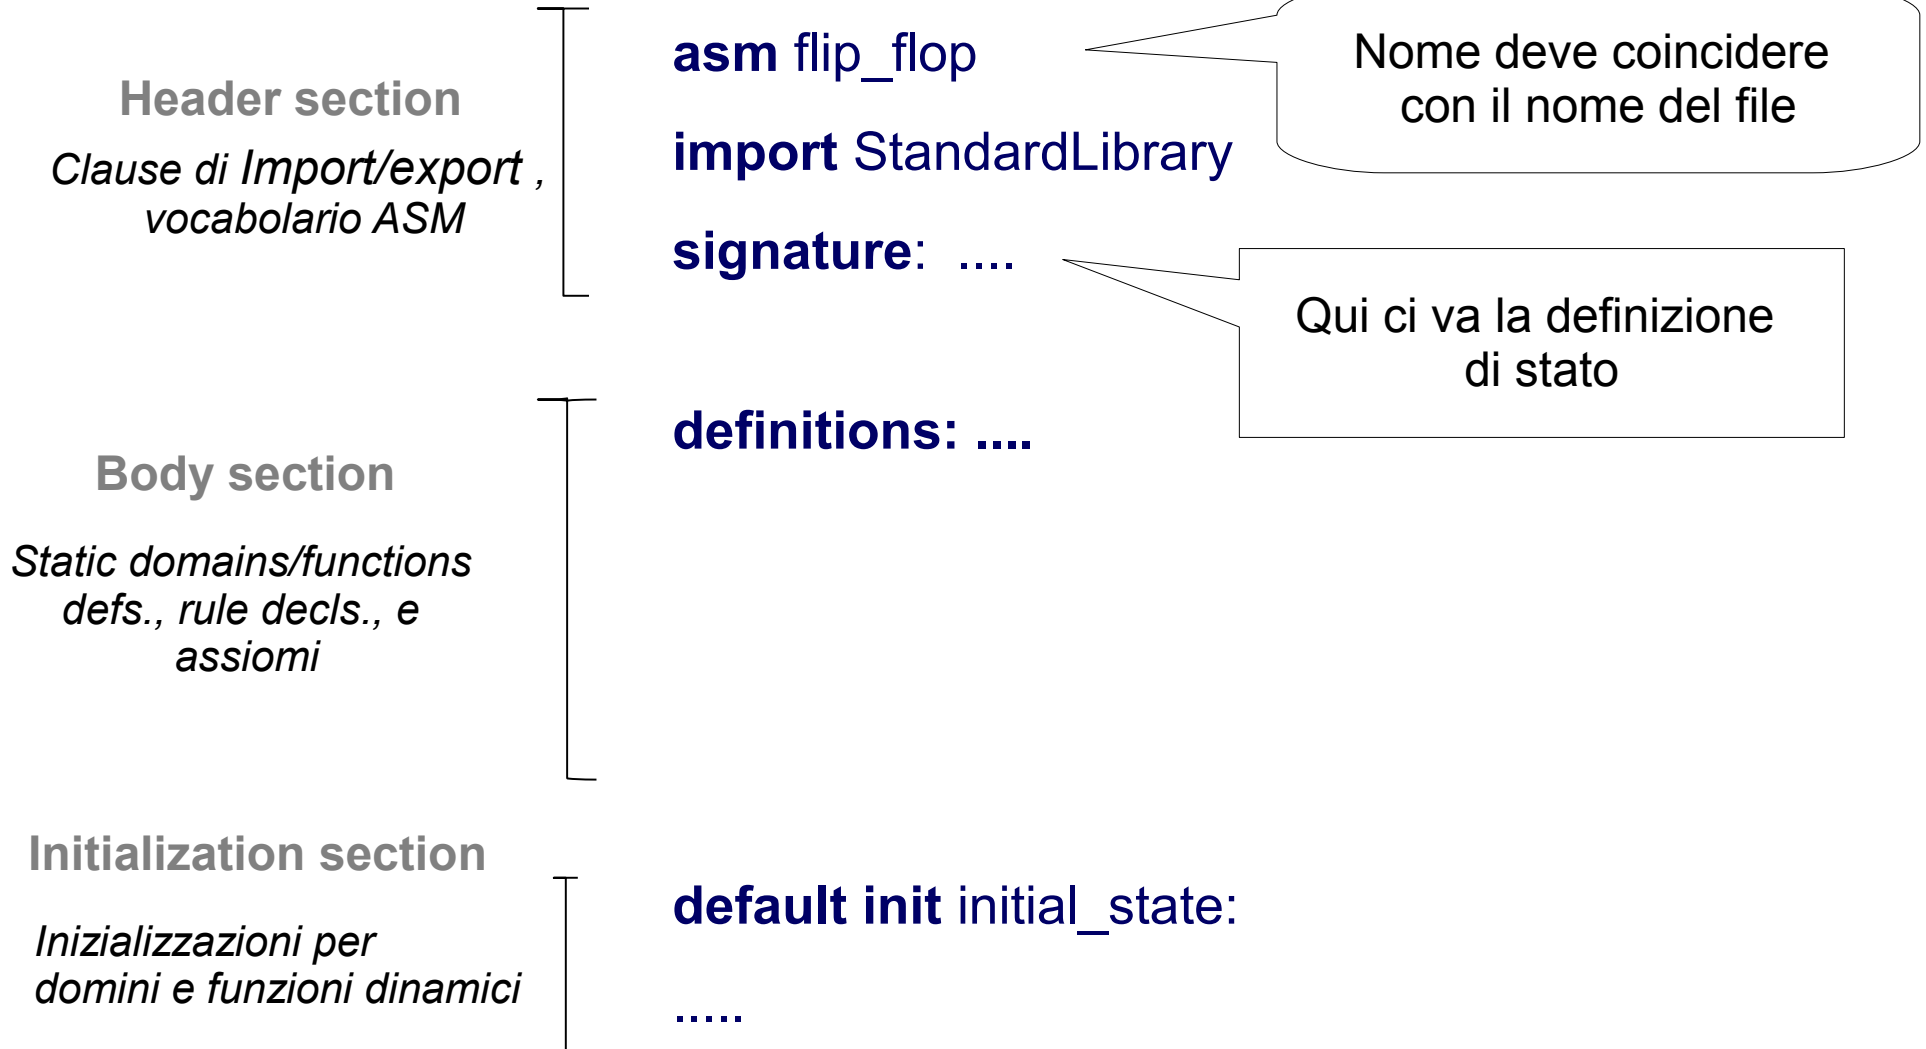 asm flip_flop
Nome deve coincidere
con il nome del file
Header section
Clause di Import/export ,
vocabolario ASM
import StandardLibrary
signature: ....
Qui ci va la definizione
di stato
Body section
Static domains/functions
defs., rule decls., e
assiomi
definitions: ....
Initialization section
Inizializzazioni per
domini e funzioni dinamici
default init initial_state:
.....